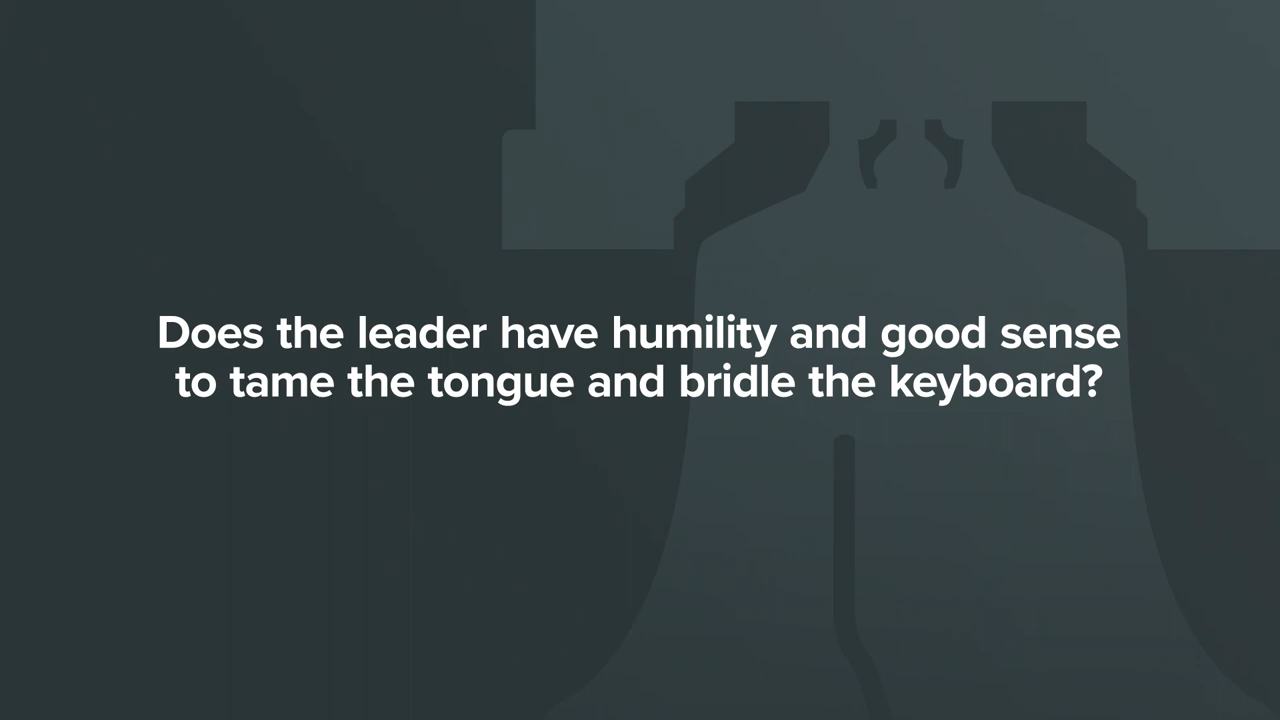 Does the leader have humility and good sense
to tame the tongue and bridle the keyboard?